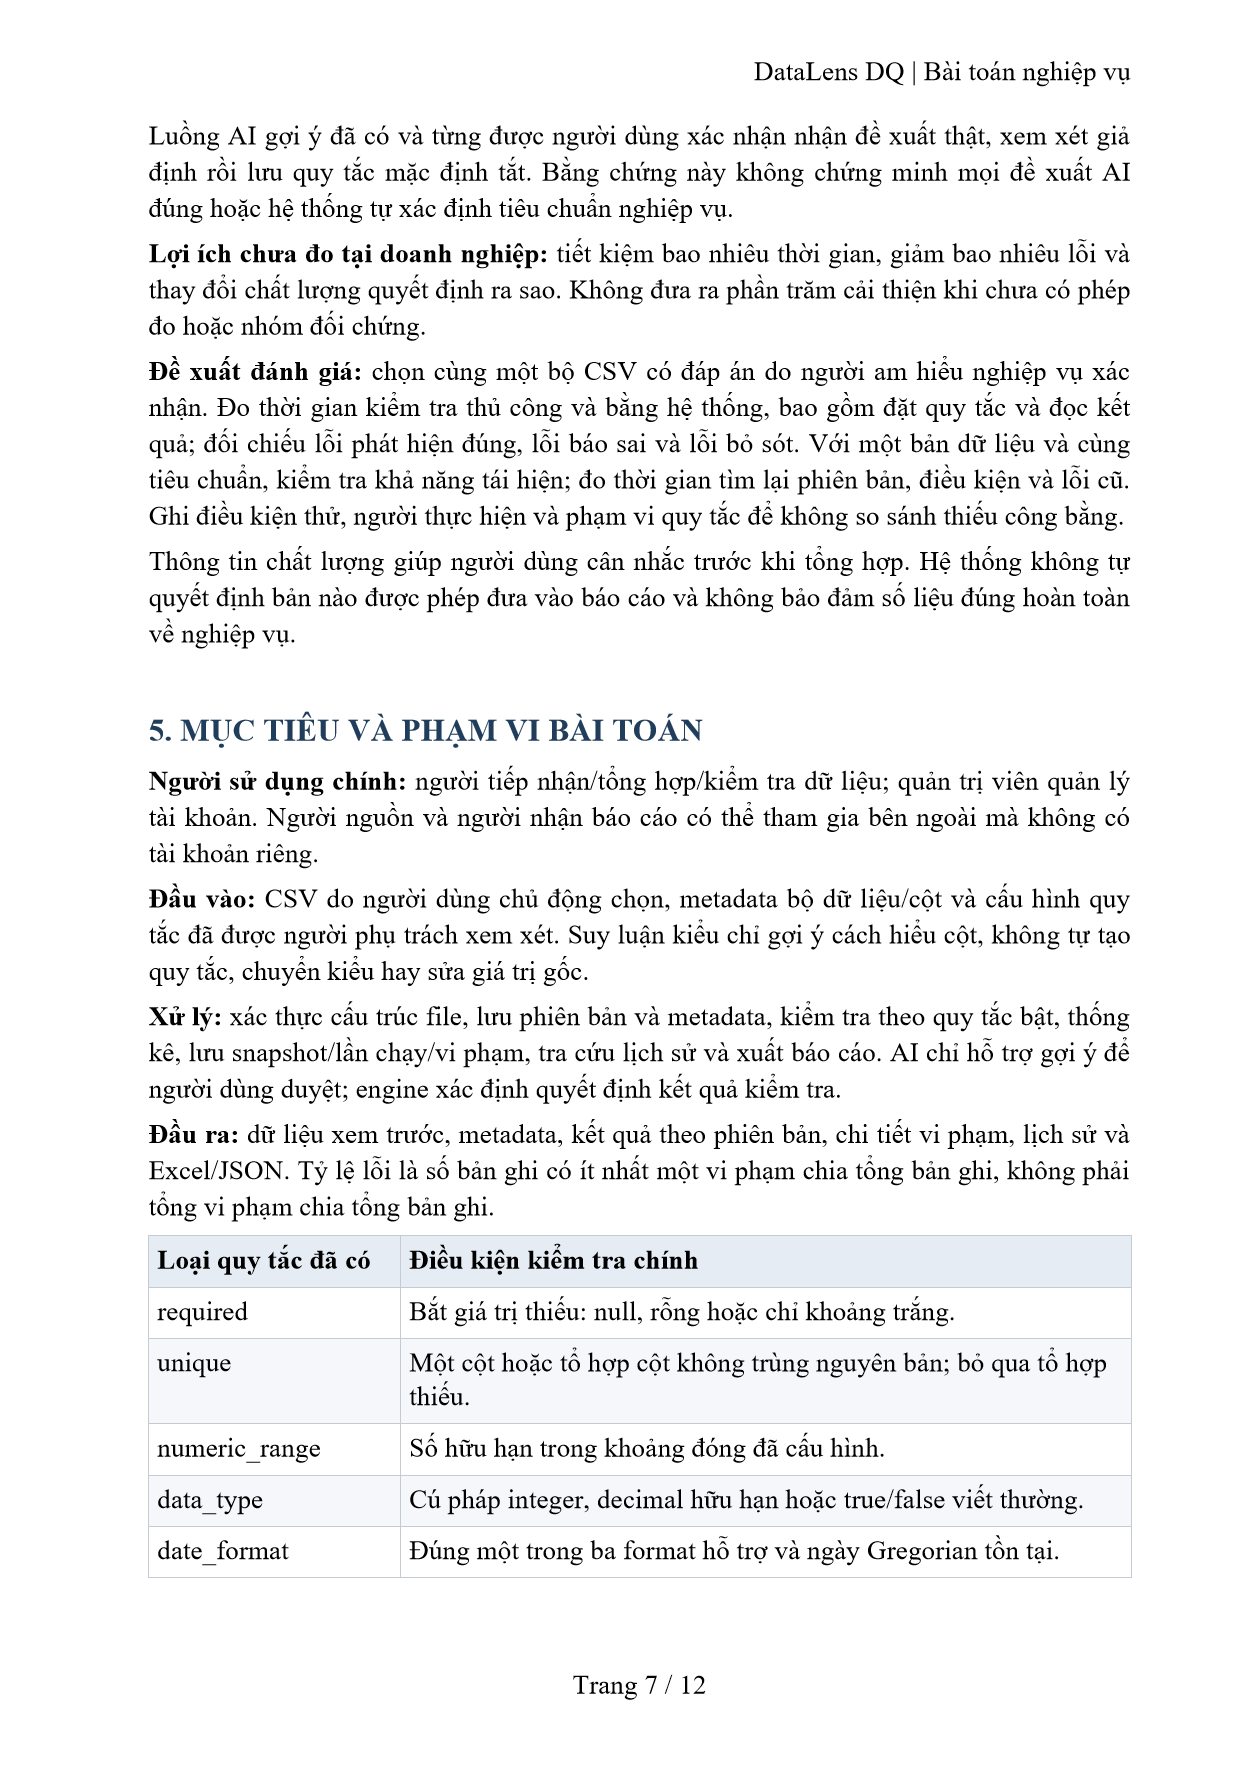 DataLens DQ | Bài toán nghiệp vụ
Luồng AI gợi ý đã có và từng được người dùng xác nhận nhận đề xuất thật, xem xét giả
định rồi lưu quy tắc mặc định tắt. Bằng chứng này không chứng minh mọi đề xuất AI
đúng hoặc hệ thống tự xác định tiêu chuẩn nghiệp vụ.
Lợi ích chưa đo tại doanh nghiệp: tiết kiệm bao nhiêu thời gian, giảm bao nhiêu lỗi và
thay đổi chất lượng quyết định ra sao. Không đưa ra phần trăm cải thiện khi chưa có phép
đo hoặc nhóm đối chứng.
Đề xuất đánh giá: chọn cùng một bộ CSV có đáp án do người am hiểu nghiệp vụ xác
nhận. Đo thời gian kiểm tra thủ công và bằng hệ thống, bao gồm đặt quy tắc và đọc kết
quả; đối chiếu lỗi phát hiện đúng, lỗi báo sai và lỗi bỏ sót. Với một bản dữ liệu và cùng
tiêu chuẩn, kiểm tra khả năng tái hiện; đo thời gian tìm lại phiên bản, điều kiện và lỗi cũ.
Ghi điều kiện thử, người thực hiện và phạm vi quy tắc để không so sánh thiếu công bằng.
Thông tin chất lượng giúp người dùng cân nhắc trước khi tổng hợp. Hệ thống không tự
quyết định bản nào được phép đưa vào báo cáo và không bảo đảm số liệu đúng hoàn toàn
về nghiệp vụ.
5. MỤC TIÊU VÀ PHẠM VI BÀI TOÁN
Người sử dụng chính: người tiếp nhận/tổng hợp/kiểm tra dữ liệu; quản trị viên quản lý
tài khoản. Người nguồn và người nhận báo cáo có thể tham gia bên ngoài mà không có
tài khoản riêng.
Đầu vào: CSV do người dùng chủ động chọn, metadata bộ dữ liệu/cột và cấu hình quy
tắc đã được người phụ trách xem xét. Suy luận kiểu chỉ gợi ý cách hiểu cột, không tự tạo
quy tắc, chuyển kiểu hay sửa giá trị gốc.
Xử lý: xác thực cấu trúc file, lưu phiên bản và metadata, kiểm tra theo quy tắc bật, thống
kê, lưu snapshot/lần chạy/vi phạm, tra cứu lịch sử và xuất báo cáo. AI chỉ hỗ trợ gợi ý để
người dùng duyệt; engine xác định quyết định kết quả kiểm tra.
Đầu ra: dữ liệu xem trước, metadata, kết quả theo phiên bản, chi tiết vi phạm, lịch sử và
Excel/JSON. Tỷ lệ lỗi là số bản ghi có ít nhất một vi phạm chia tổng bản ghi, không phải
tổng vi phạm chia tổng bản ghi.
Loại quy tắc đã có Điều kiện kiểm tra chính
required Bắt giá trị thiếu: null, rỗng hoặc chỉ khoảng trắng.
unique Một cột hoặc tổ hợp cột không trùng nguyên bản; bỏ qua tổ hợp
thiếu.
numeric_range Số hữu hạn trong khoảng đóng đã cấu hình.
data_type Cú pháp integer, decimal hữu hạn hoặc true/false viết thường.
date_format Đúng một trong ba format hỗ trợ và ngày Gregorian tồn tại.
Trang 7 / 12